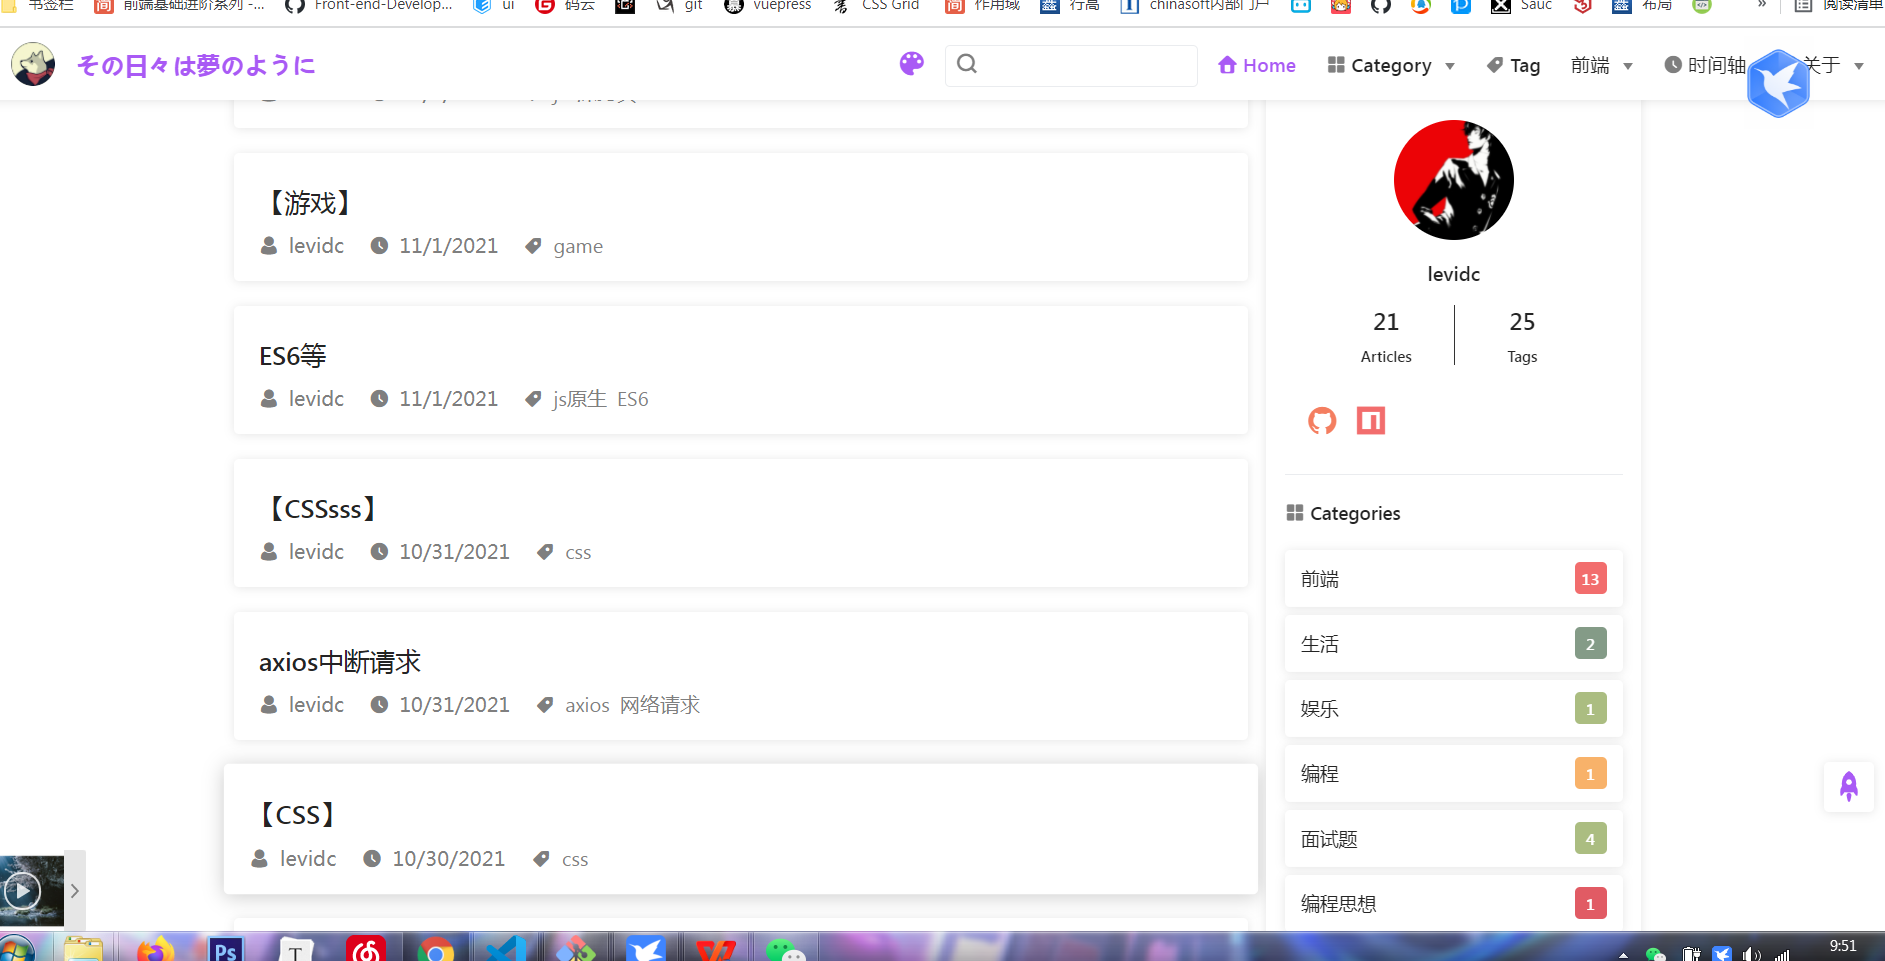 书签栏 前端基础进阶系列 -... Front-end-Develop... ui 码云 git vuepress CSS Grid 作用域 行高 chinasoft内部门户 Sauc 布局 » 阅读清单
その日々は夢のように Home Category Tag 前端 时间轴 关于
【游戏】
levidc 11/1/2021 game
ES6等
levidc 11/1/2021 js原生 ES6
【CSSsss】
levidc 10/31/2021 css
axios中断请求
levidc 10/31/2021 axios 网络请求
【CSS】
levidc 10/30/2021 css
levidc
21 25
Articles Tags
Categories
前端 13
生活 2
娱乐 1
编程 1
面试题 4
编程思想 1
Ps T
9:51